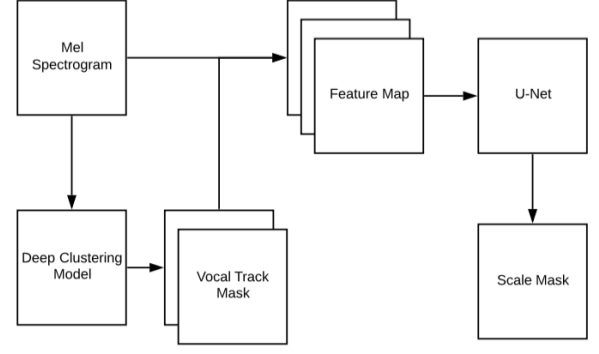 Mel
Spectrogram
Feature Map
U-Net
Deep Clustering
Model
Vocal Track
Mask
Scale Mask